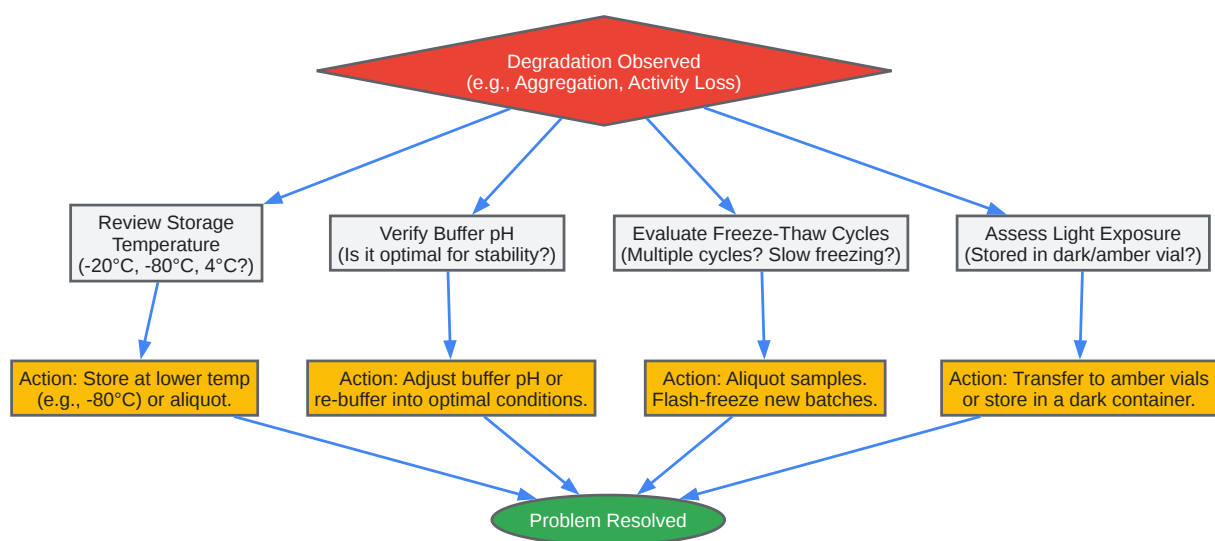 Degradation Observed
(e.g., Aggregation, Activity Loss)
Review Storage
Temperature
(-20°C, -80°C, 4°C?)
Verify Buffer pH
(Is it optimal for stability?)
Evaluate Freeze-Thaw Cycles
(Multiple cycles? Slow freezing?)
Assess Light Exposure
(Stored in dark/amber vial?)
Action: Store at lower temp
(e.g., -80°C) or aliquot.
Action: Adjust buffer pH or
re-buffer into optimal conditions.
Action: Aliquot samples.
Flash-freeze new batches.
Action: Transfer to amber vials
or store in a dark container.
Problem Resolved